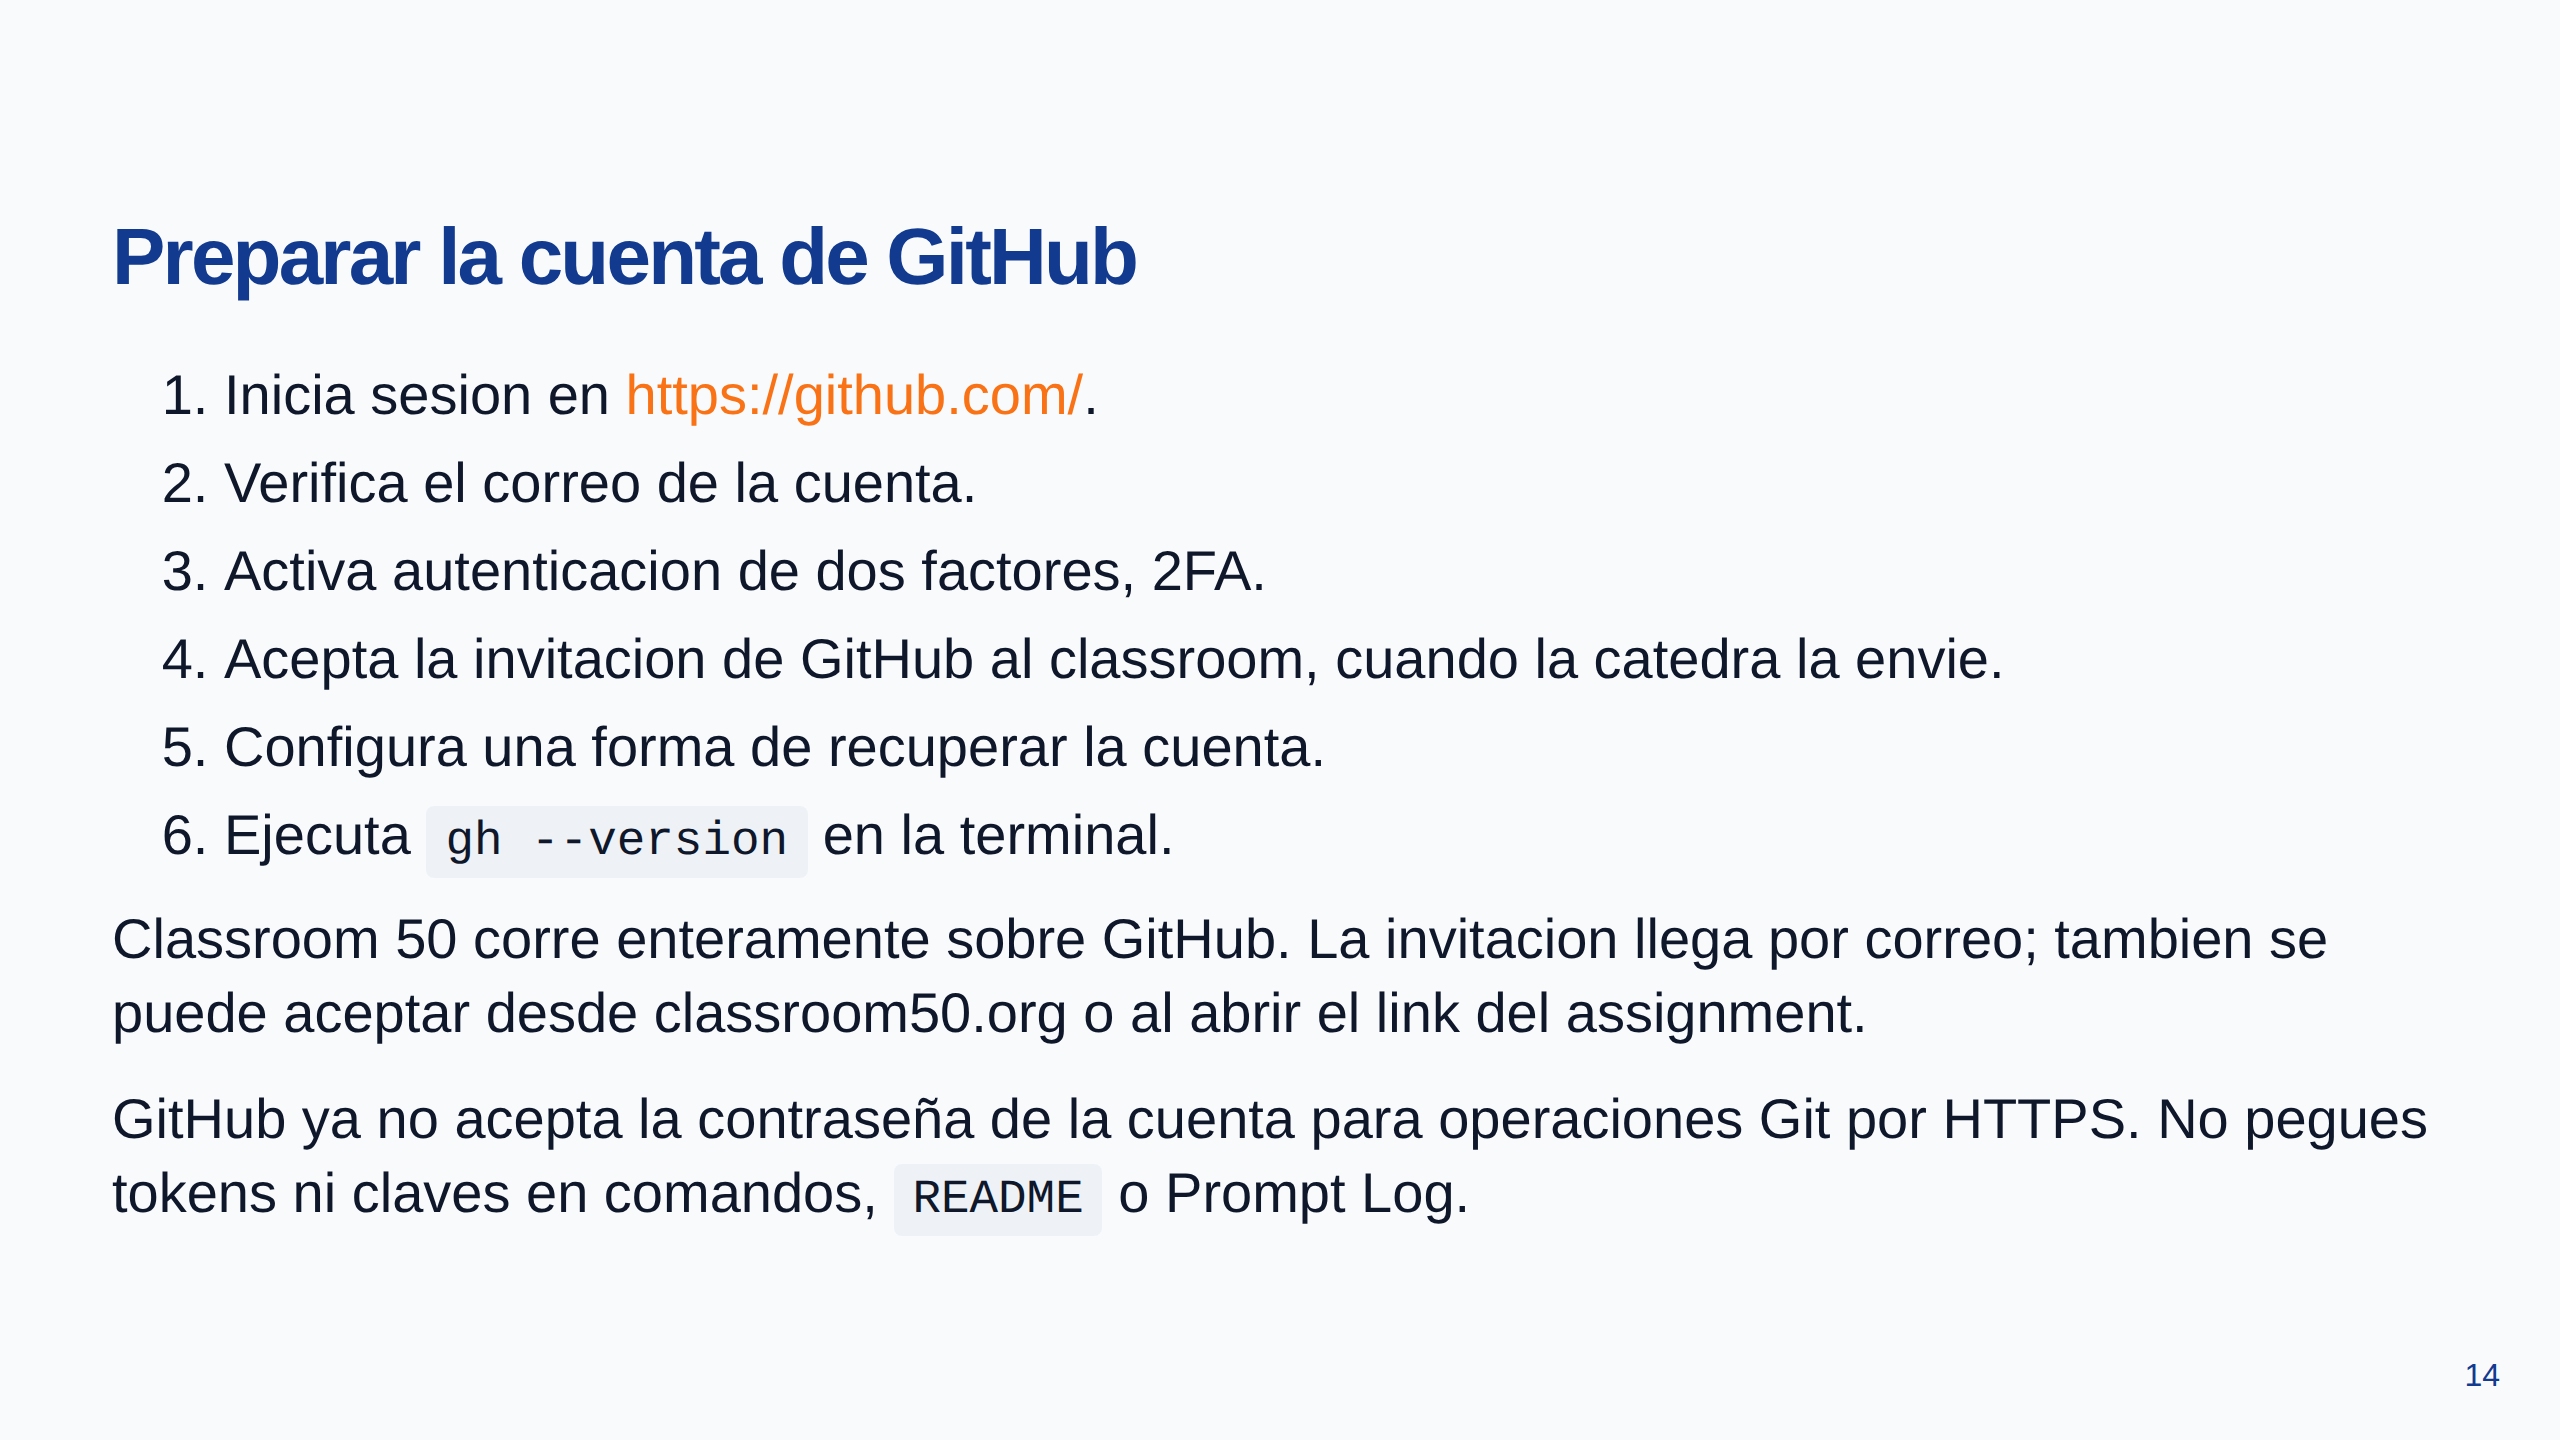 Preparar la cuenta de GitHub
1. Inicia sesion en https://github.com/.
2. Verifica el correo de la cuenta.
3. Activa autenticacion de dos factores, 2FA.
4. Acepta la invitacion de GitHub al classroom, cuando la catedra la envie.
5. Configura una forma de recuperar la cuenta.
6. Ejecuta gh --version en la terminal.
Classroom 50 corre enteramente sobre GitHub. La invitacion llega por correo; tambien se
puede aceptar desde classroom50.org o al abrir el link del assignment.
GitHub ya no acepta la contraseña de la cuenta para operaciones Git por HTTPS. No pegues
tokens ni claves en comandos, README o Prompt Log.
14